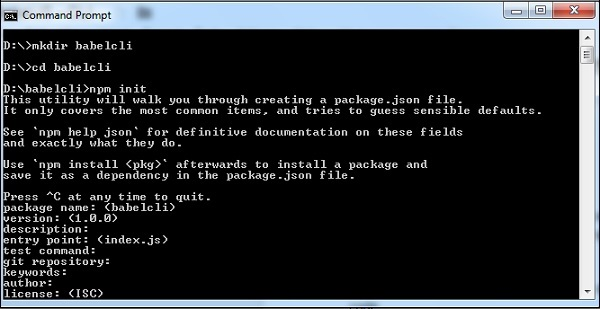 Command Prompt
D:\>mkdir babelcli
D:\>cd babelcli
D:\babelcli>npm init
This utility will walk you through creating a package.json file.
It only covers the most common items, and tries to guess sensible defaults.
See `npm help json` for definitive documentation on these fields
and exactly what they do.
Use `npm install <pkg>` afterwards to install a package and
save it as a dependency in the package.json file.
Press ^C at any time to quit.
package name: (babelcli)
version: (1.0.0)
description:
entry point: (index.js)
test command:
git repository:
keywords:
author:
license: (ISC)